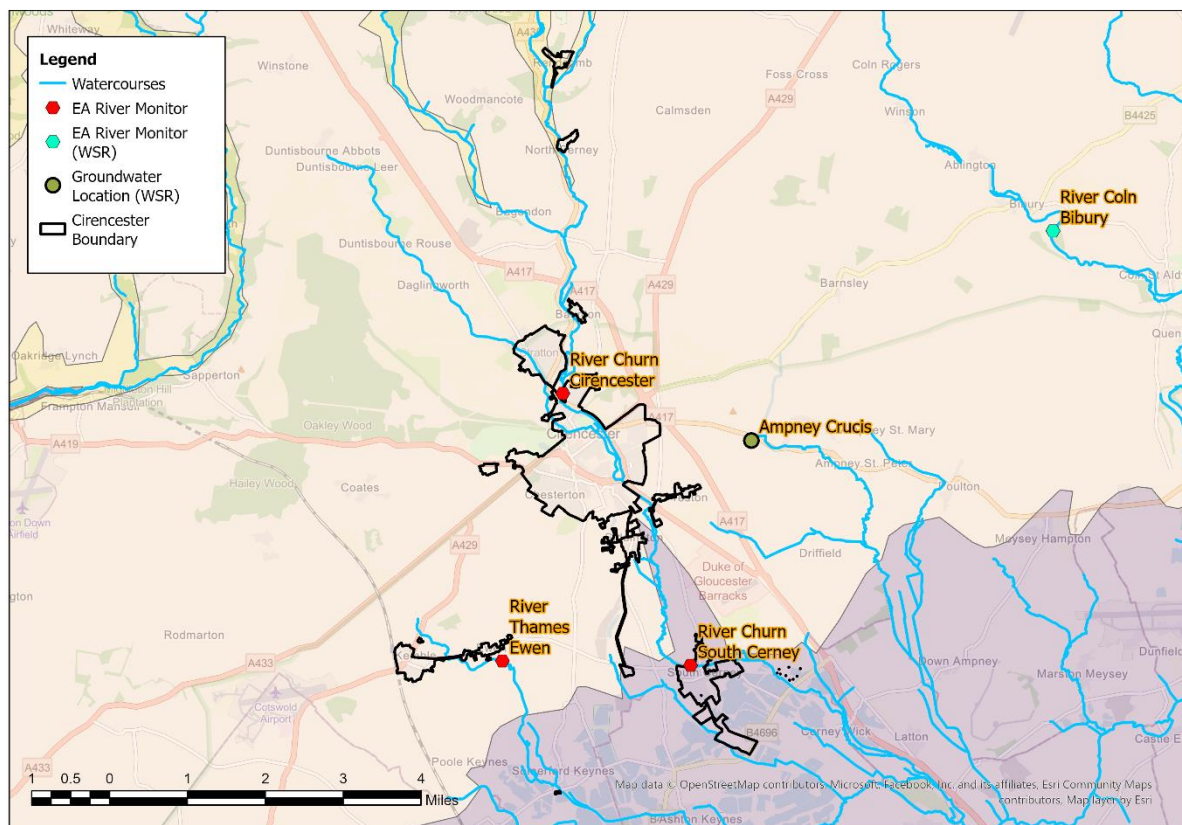 Whiteway
Winstone
Woodmancote
Foss Cross
Calmsden
Coln Rogers
Winson
B4425
A429
Legend
Watercourses
EA River Monitor
EA River Monitor
(WSR)
Groundwater
Location (WSR)
Cirencester
Boundary
Duntisbourne Abbots
Duntisbourne Leer
Ablington
Bibury
River Coln
Bibury
Bagendon
Duntisbourne Rouse
A417
A417
A429
Daglingworth
Barnsley
Oakridge Lynch
Sapperton
River Churn
Cirencester
A417
Frampton Mansell
A419
Oakley Wood
Cirencester
Ampney Crucis
Ampney St. Peter
Hailey Wood
Coates
Chesterton
Poulton
A429
A417
Driffield
Meysey Hampton
Duke of
Gloucester
Barracks
Rodmarton
River
Thames
Ewen
River Churn
South Cerney
Kemble
A433
Cotswold
Airport
Down Ampney
Marston Meysey
B4696
Cerney Wick
Latton
A433
Poole Keynes
Somerford Keynes
1 0.5 0 1 2 3 4
Miles
Map data © OpenStreetMap contributors, Microsoft, Facebook, Inc. and its affiliates, Esri Community Maps
contributors, Map layer by Esri
Ashton Keynes